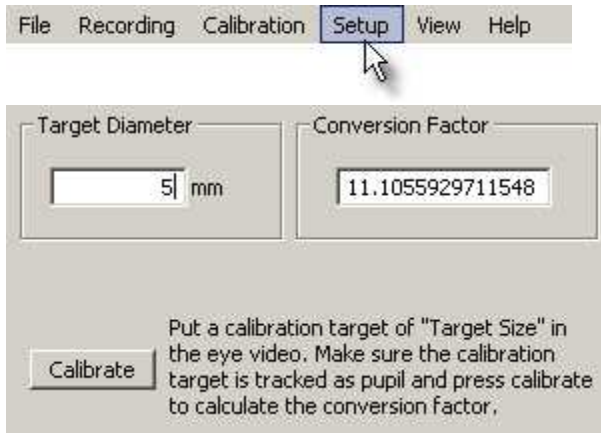 File Recording Calibration Setup View Help
Target Diameter Conversion Factor
5 mm 11.1055929711548
Put a calibration target of "Target Size" in
the eye video. Make sure the calibration
Calibrate target is tracked as pupil and press calibrate
to calculate the conversion factor.